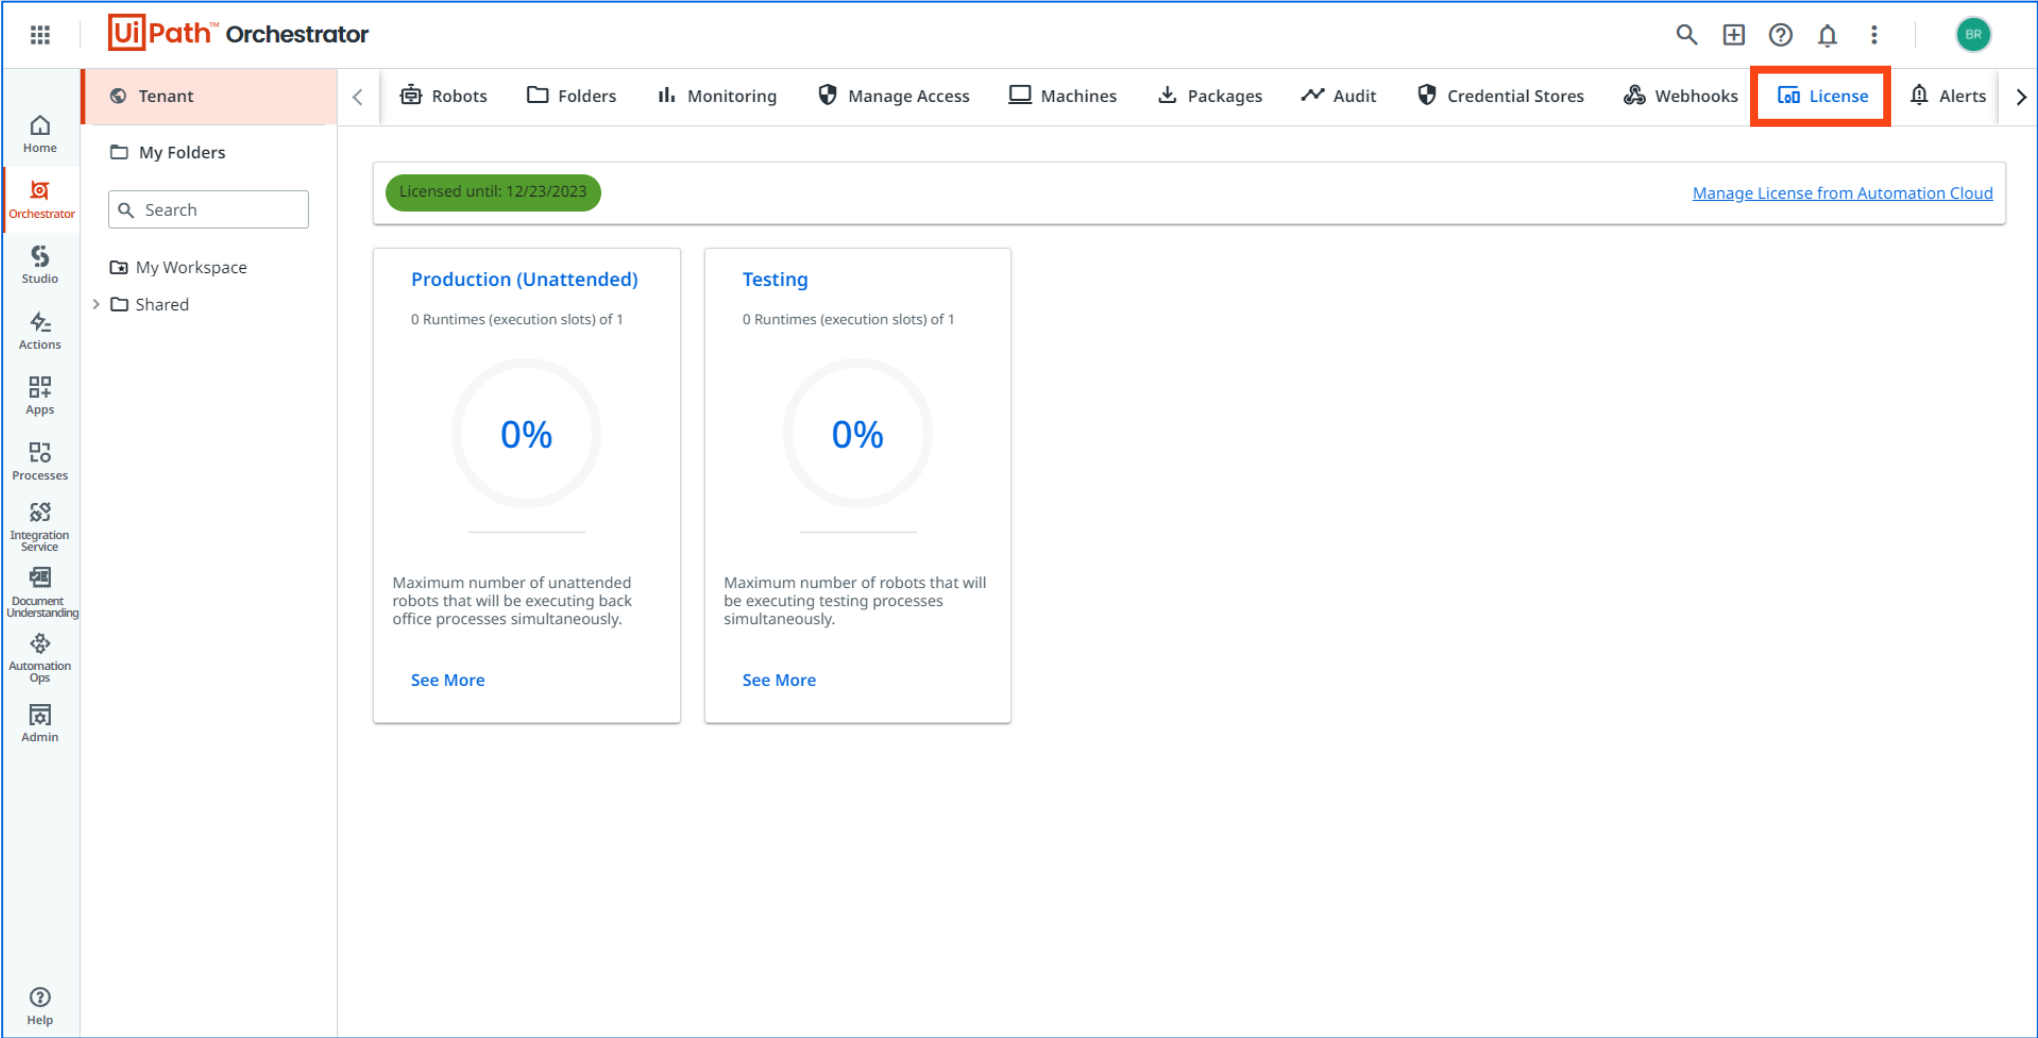 UiPath™ Orchestrator
BR
Tenant
Robots
Folders
Monitoring
Manage Access
Machines
Packages
Audit
Credential Stores
Webhooks
License
Alerts
Home
Orchestrator
Studio
Actions
Apps
Processes
Integration
Service
Document
Understanding
Automation
Ops
Admin
Help
My Folders
Search
My Workspace
Shared
Licensed until: 12/23/2023
Manage License from Automation Cloud
Production (Unattended)
0 Runtimes (execution slots) of 1
0%
Maximum number of unattended
robots that will be executing back
office processes simultaneously.
See More
Testing
0 Runtimes (execution slots) of 1
0%
Maximum number of robots that will
be executing testing processes
simultaneously.
See More